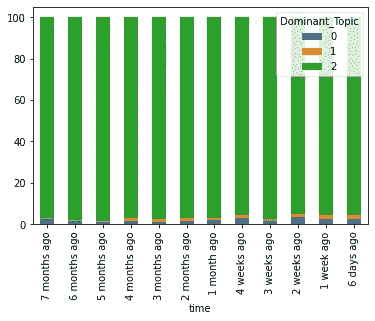 Dominant_Topic
0
1
2
100
80
60
40
20
0
7 months ago
6 months ago
5 months ago
4 months ago
3 months ago
2 months ago
1 month ago
4 weeks ago
3 weeks ago
2 weeks ago
1 week ago
6 days ago
time